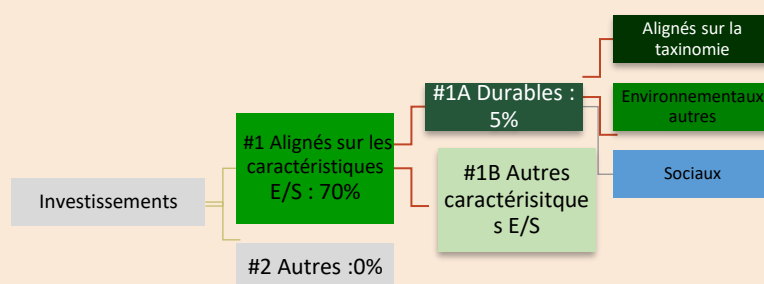 Investissements
#1 Alignés sur les
caractéristiques
E/S : 70%
#2 Autres :0%
#1A Durables :
5%
#1B Autres
caractérisitque
s E/S
Alignés sur la
taxinomie
Environnementaux
autres
Sociaux